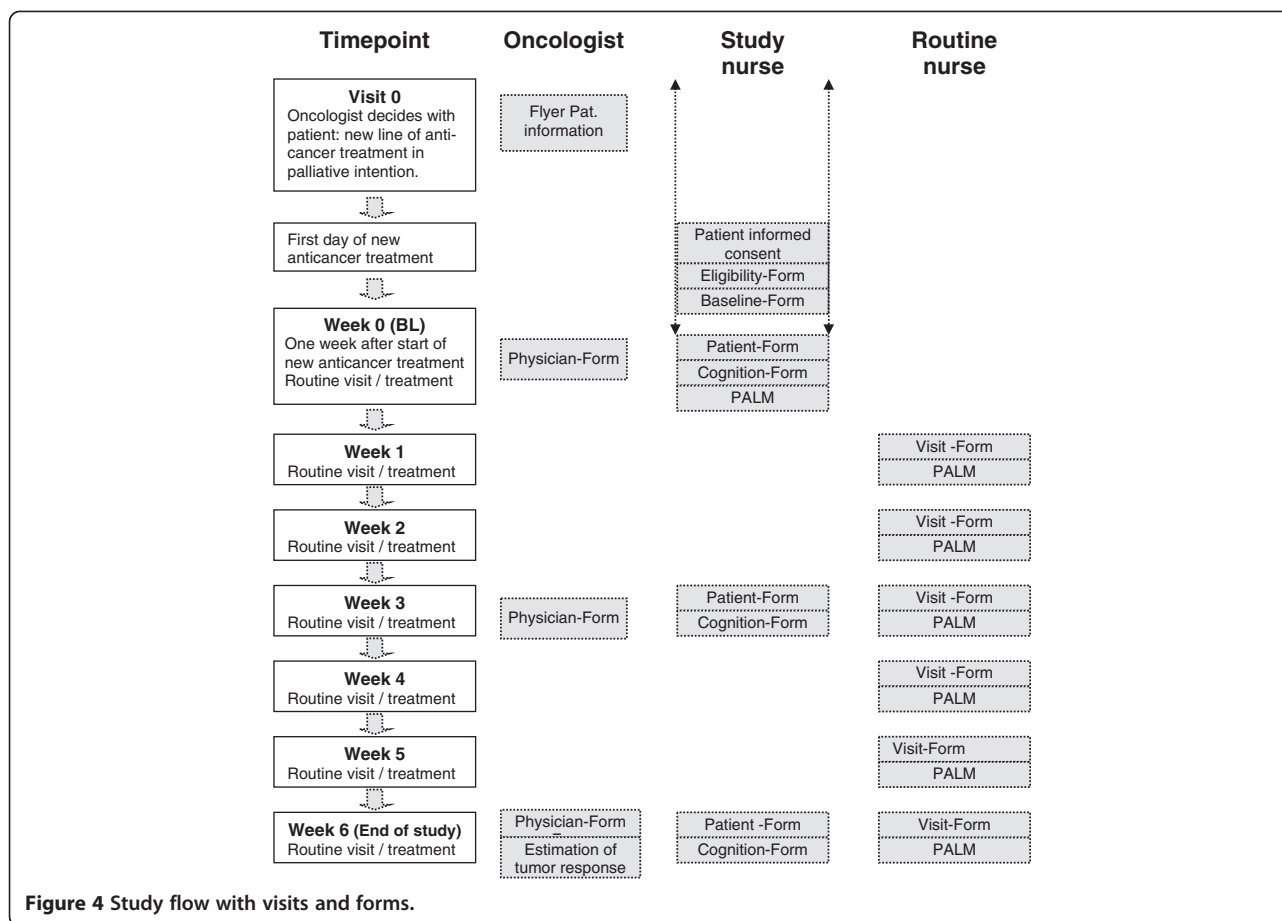 Timepoint Oncologist Study nurse Routine nurse
Visit 0
Oncologist decides with
patient: new line of anti-
cancer treatment in
palliative intention.
Flyer Pat.
information
First day of new
anticancer treatment
Patient informed
consent
Eligibility-Form
Baseline-Form
Week 0 (BL)
One week after start of
new anticancer treatment
Routine visit / treatment
Physician-Form
Patient-Form
Cognition-Form
PALM
Week 1
Routine visit / treatment
Visit -Form
PALM
Week 2
Routine visit / treatment
Visit -Form
PALM
Week 3
Routine visit / treatment
Physician-Form
Patient-Form
Cognition-Form
Visit -Form
PALM
Week 4
Routine visit / treatment
Visit -Form
PALM
Week 5
Routine visit / treatment
Visit-Form
PALM
Week 6 (End of study)
Routine visit / treatment
Physician-Form
Estimation of
tumor response
Patient -Form
Cognition-Form
Visit-Form
PALM
Figure 4 Study flow with visits and forms.